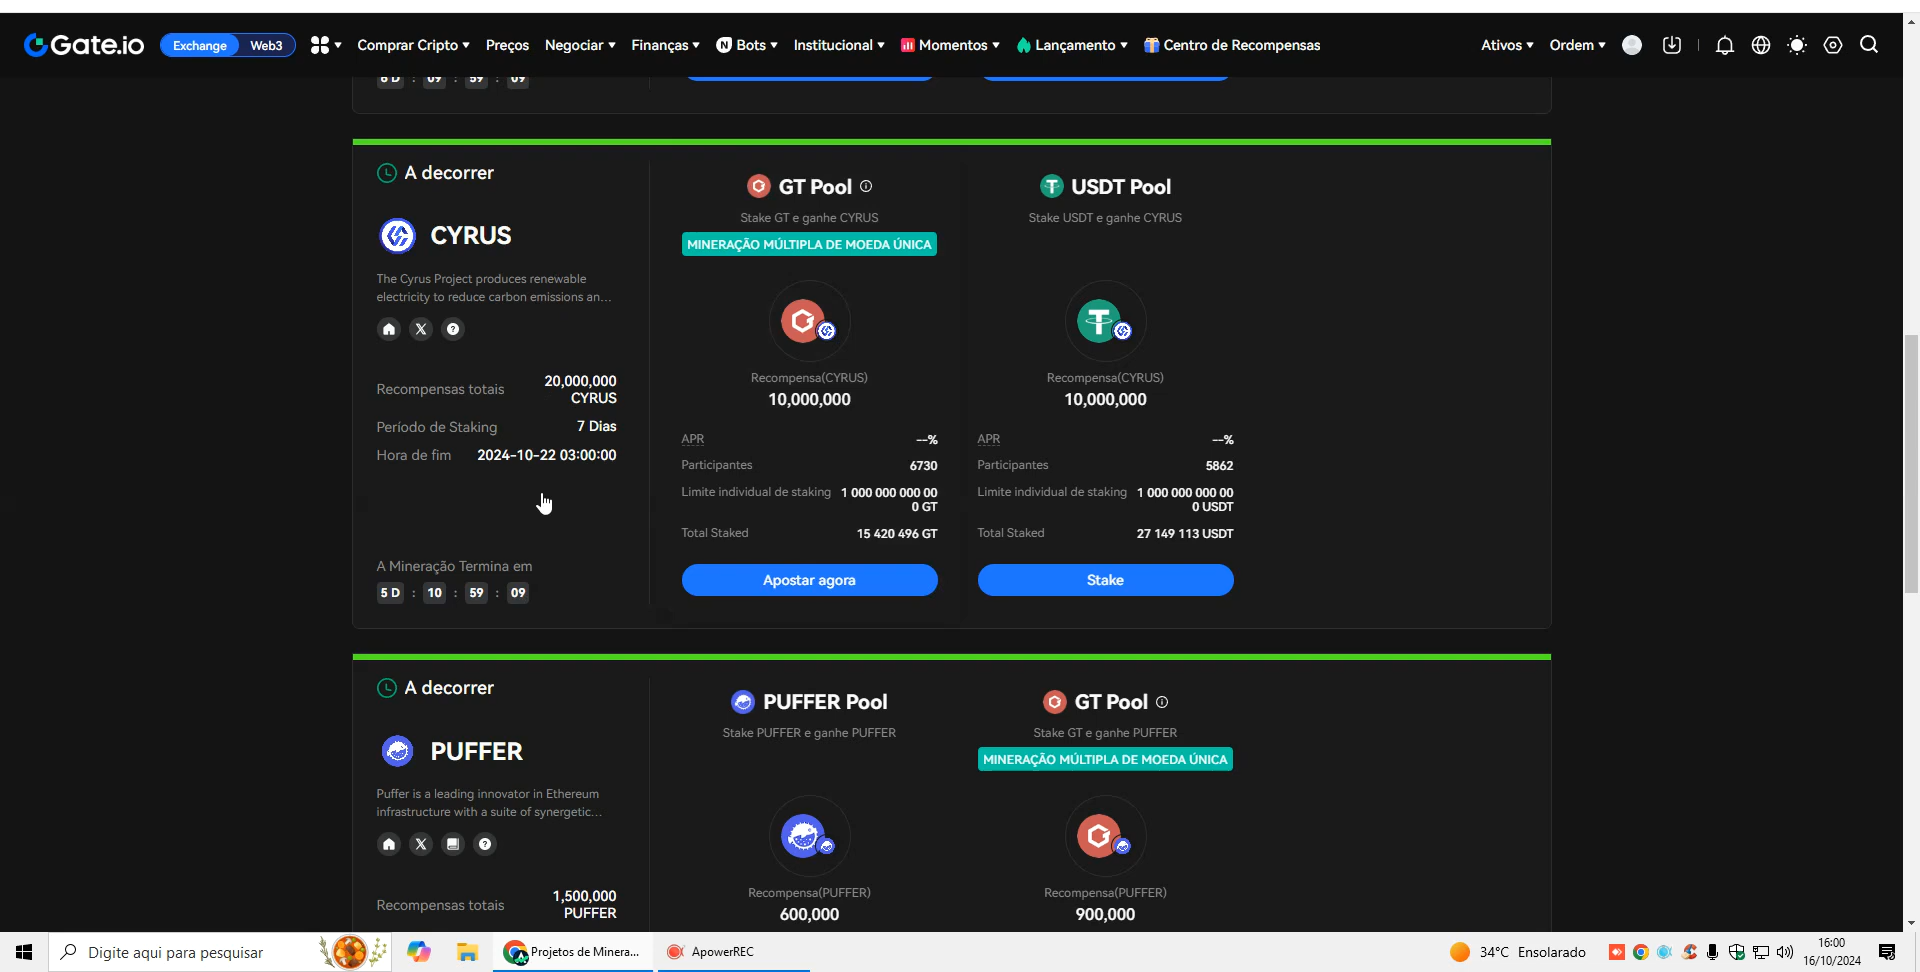 Gate.io
Exchange
Web3
Comprar Cripto
Preços
Negociar
Finanças
Bots
Institucional
Momentos
Lançamento
Centro de Recompensas
Ativos
Ordem
6 D : 09 : 59 : 09
A decorrer
CYRUS
The Cyrus Project produces renewable
electricity to reduce carbon emissions an...
Recompensas totais
20,000,000
CYRUS
Período de Staking
7 Dias
Hora de fim
2024-10-22 03:00:00
A Mineração Termina em
5 D : 10 : 59 : 09
GT Pool
Stake GT e ganhe CYRUS
MINERAÇÃO MÚLTIPLA DE MOEDA ÚNICA
Recompensa(CYRUS)
10,000,000
APR
--%
Participantes
6730
Limite individual de staking
1 000 000 000 00
0 GT
Total Staked
15 420 496 GT
Apostar agora
USDT Pool
Stake USDT e ganhe CYRUS
Recompensa(CYRUS)
10,000,000
APR
--%
Participantes
5862
Limite individual de staking
1 000 000 000 00
0 USDT
Total Staked
27 149 113 USDT
Stake
A decorrer
PUFFER
Puffer is a leading innovator in Ethereum
infrastructure with a suite of synergetic...
Recompensas totais
1,500,000
PUFFER
PUFFER Pool
Stake PUFFER e ganhe PUFFER
Recompensa(PUFFER)
600,000
GT Pool
Stake GT e ganhe PUFFER
MINERAÇÃO MÚLTIPLA DE MOEDA ÚNICA
Recompensa(PUFFER)
900,000
Digite aqui para pesquisar
Projetos de Minera...
ApowerREC
34°C Ensolarado
16:00
16/10/2024